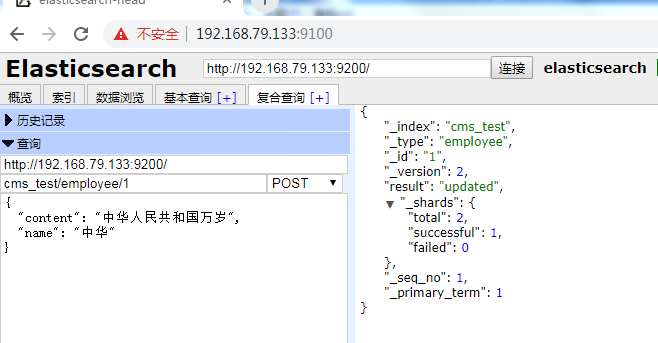 elasticsearch-head
不安全 | 192.168.79.133:9100
Elasticsearch http://192.168.79.133:9200/ 连接 elasticsearch
概览 索引 数据浏览 基本查询 [+] 复合查询 [+]
历史记录
查询
http://192.168.79.133:9200/
cms_test/employee/1 POST
{
"content": "中华人民共和国万岁",
"name": "中华"
}
{
"_index": "cms_test",
"_type": "employee",
"_id": "1",
"_version": 2,
"result": "updated",
"_shards": {
"total": 2,
"successful": 1,
"failed": 0
},
"_seq_no": 1,
"_primary_term": 1
}